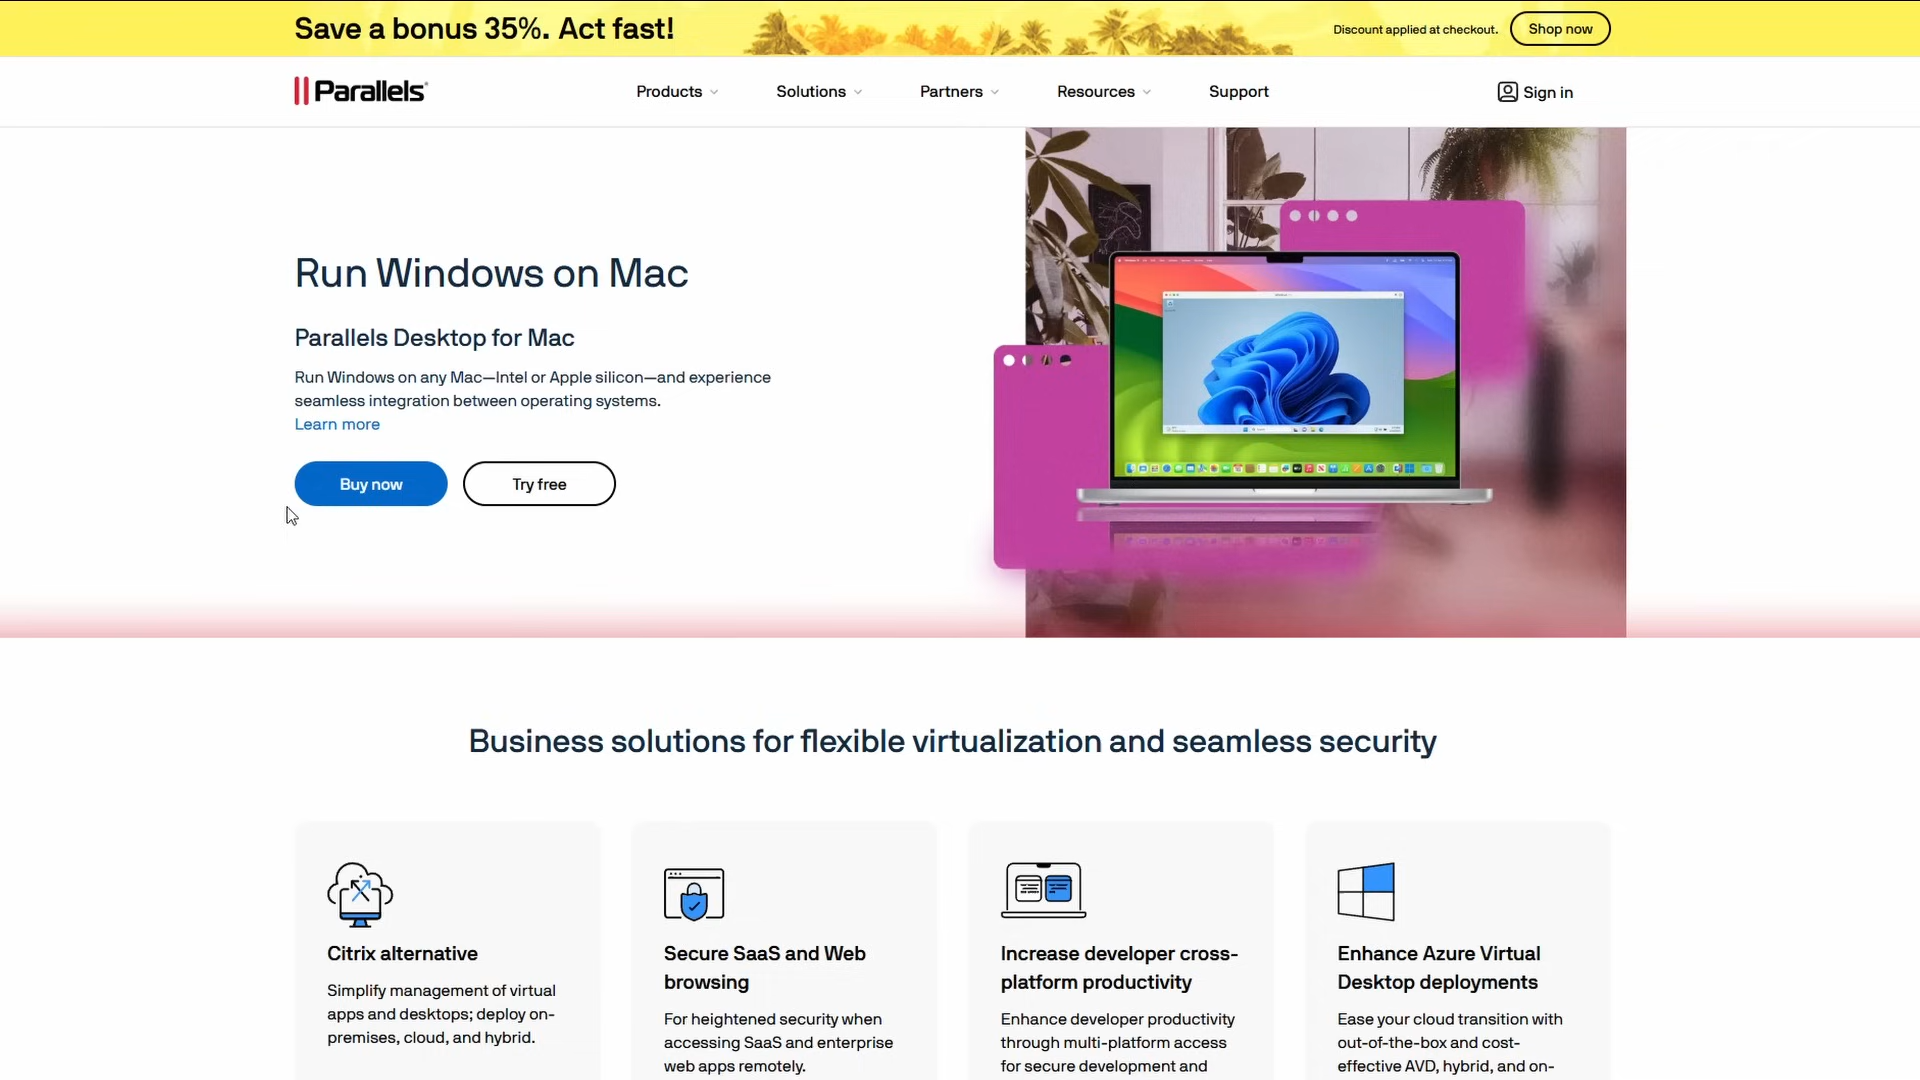 Save a bonus 35%. Act fast!
Discount applied at checkout.
Shop now
Parallels®
Products
Solutions
Partners
Resources
Support
Sign in
Run Windows on Mac
Parallels Desktop for Mac
Run Windows on any Mac—Intel or Apple silicon—and experience
seamless integration between operating systems.
Learn more
Buy now
Try free
Business solutions for flexible virtualization and seamless security
Citrix alternative
Simplify management of virtual
apps and desktops; deploy on-
premises, cloud, and hybrid.
Secure SaaS and Web
browsing
For heightened security when
accessing SaaS and enterprise
web apps remotely.
Increase developer cross-
platform productivity
Enhance developer productivity
through multi-platform access
for secure development and
Enhance Azure Virtual
Desktop deployments
Ease your cloud transition with
out-of-the-box and cost-
effective AVD, hybrid, and on-